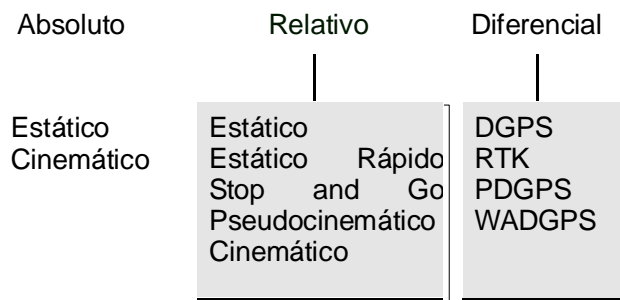 Absoluto
Relativo
Diferencial
Estático
Cinemático
Estático
Estático Rápido
Stop and Go
Pseudocinemático
Cinemático
DGPS
RTK
PDGPS
WADGPS